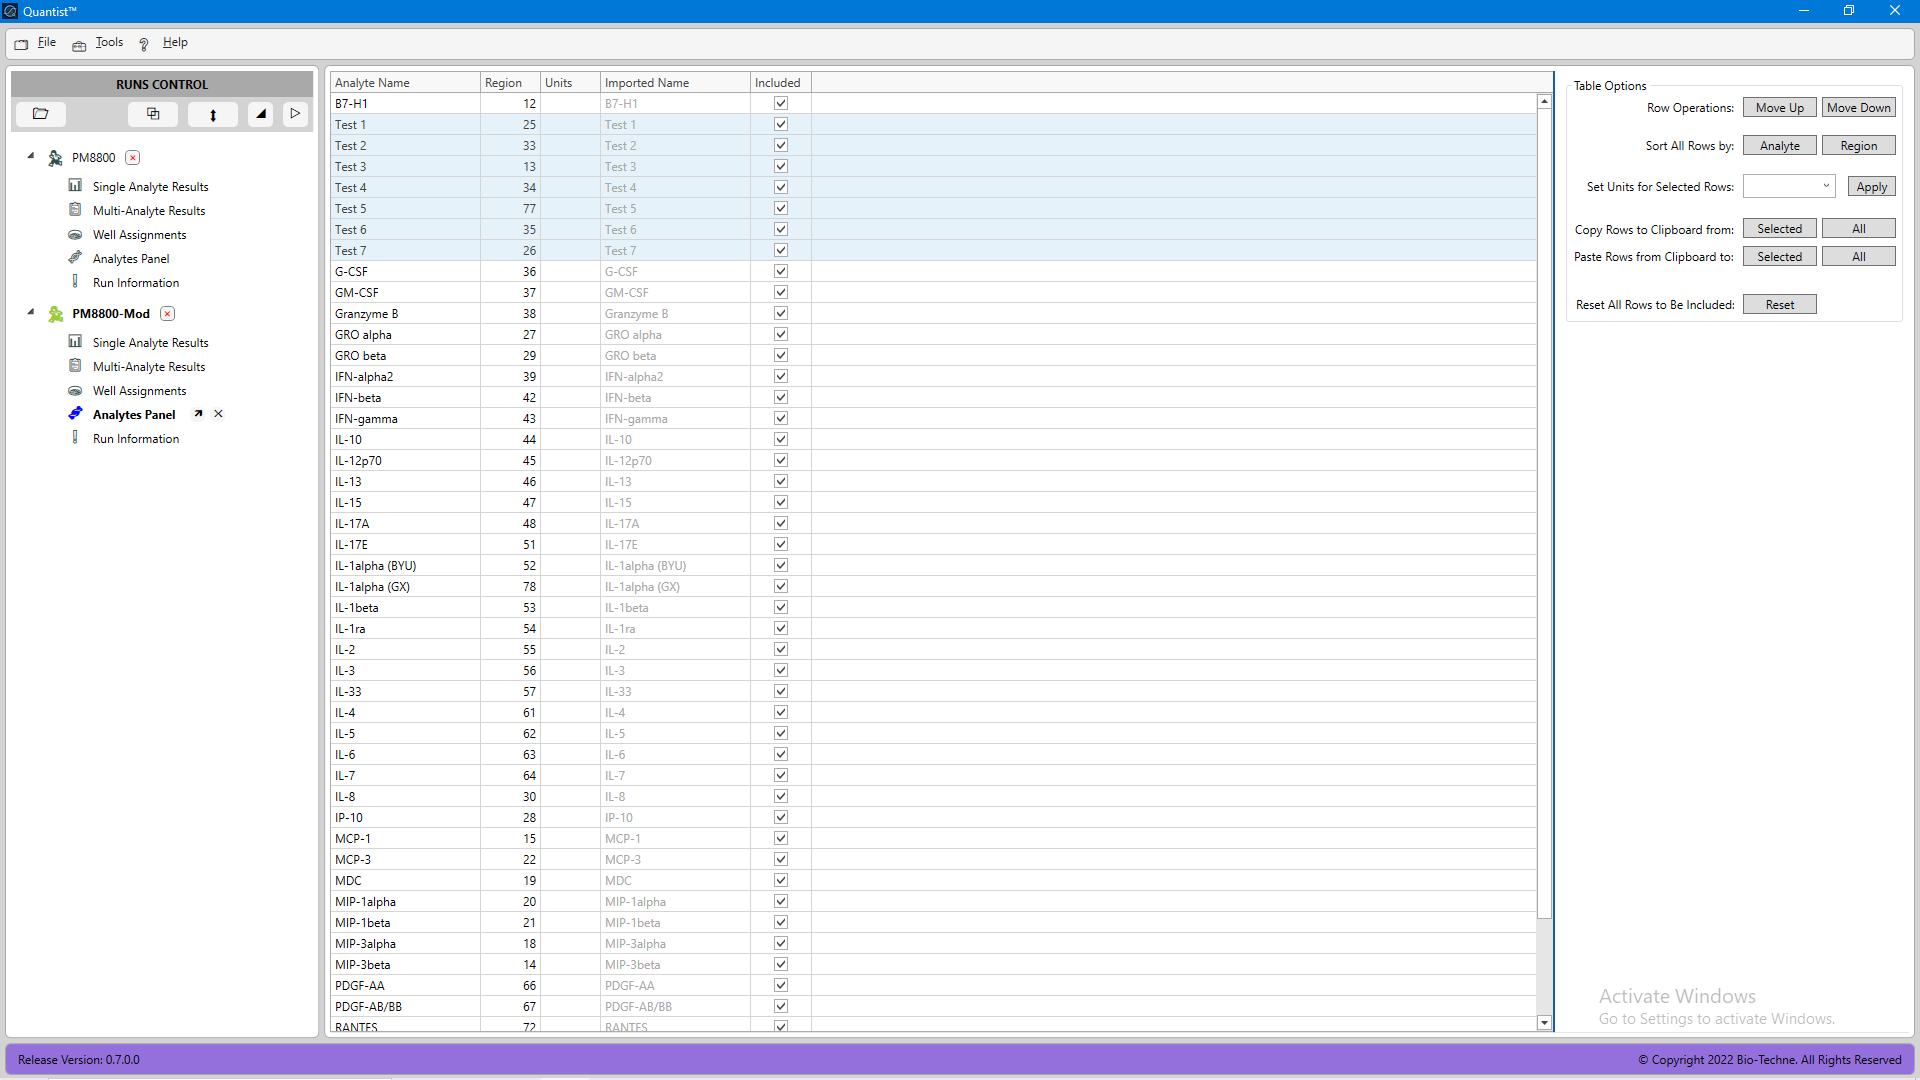 Quantist™
File Tools ? Help
RUNS CONTROL
PM8800
Single Analyte Results
Multi-Analyte Results
Well Assignments
Analytes Panel
Run Information
PM8800-Mod
Single Analyte Results
Multi-Analyte Results
Well Assignments
Analytes Panel
Run Information
Analyte Name Region Units Imported Name Included
B7-H1 12 B7-H1
Test 1 25 Test 1
Test 2 33 Test 2
Test 3 13 Test 3
Test 4 34 Test 4
Test 5 77 Test 5
Test 6 35 Test 6
Test 7 26 Test 7
G-CSF 36 G-CSF
GM-CSF 37 GM-CSF
Granzyme B 38 Granzyme B
GRO alpha 27 GRO alpha
GRO beta 29 GRO beta
IFN-alpha2 39 IFN-alpha2
IFN-beta 42 IFN-beta
IFN-gamma 43 IFN-gamma
IL-10 44 IL-10
IL-12p70 45 IL-12p70
IL-13 46 IL-13
IL-15 47 IL-15
IL-17A 48 IL-17A
IL-17E 51 IL-17E
IL-1alpha (BYU) 52 IL-1alpha (BYU)
IL-1alpha (GX) 78 IL-1alpha (GX)
IL-1beta 53 IL-1beta
IL-1ra 54 IL-1ra
IL-2 55 IL-2
IL-3 56 IL-3
IL-33 57 IL-33
IL-4 61 IL-4
IL-5 62 IL-5
IL-6 63 IL-6
IL-7 64 IL-7
IL-8 30 IL-8
IP-10 28 IP-10
MCP-1 15 MCP-1
MCP-3 22 MCP-3
MDC 19 MDC
MIP-1alpha 20 MIP-1alpha
MIP-1beta 21 MIP-1beta
MIP-3alpha 18 MIP-3alpha
MIP-3beta 14 MIP-3beta
PDGF-AA 66 PDGF-AA
PDGF-AB/BB 67 PDGF-AB/BB
RANTES 72 RANTES
Table Options
Row Operations: Move Up Move Down
Sort All Rows by: Analyte Region
Set Units for Selected Rows: Apply
Copy Rows to Clipboard from: Selected All
Paste Rows from Clipboard to: Selected All
Reset All Rows to Be Included: Reset
Activate Windows
Go to Settings to activate Windows.
Release Version: 0.7.0.0
© Copyright 2022 Bio-Techne. All Rights Reserved